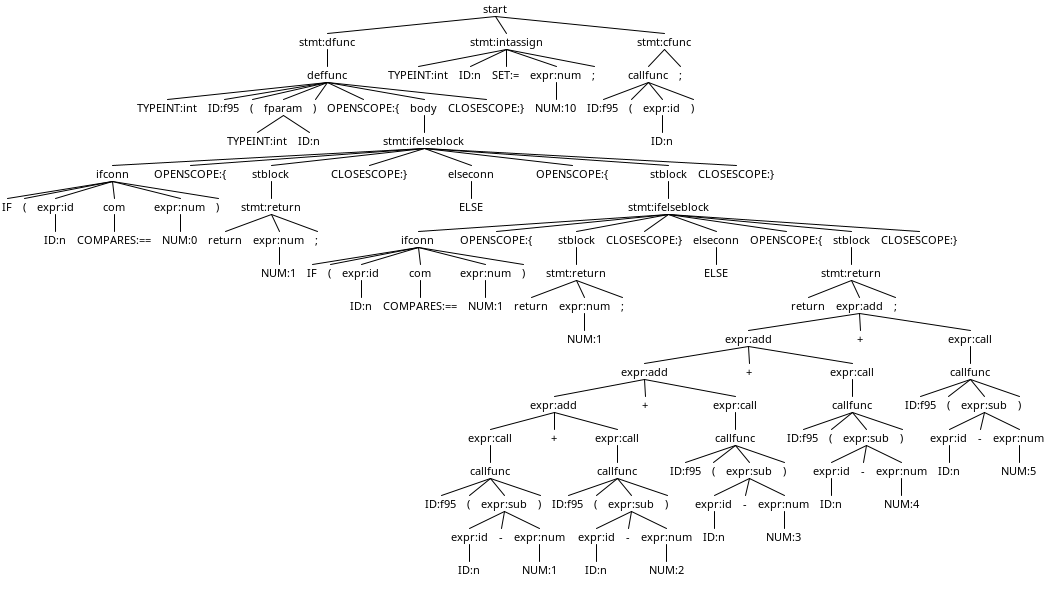 start
stmt:dfunc stmt:intassign stmt:cfunc
deffunc TYPEINT:int ID:n SET:= expr:num ; callfunc ;
TYPEINT:int ID:f95 ( fparam ) OPENSCOPE:{ body CLOSESCOPE:} NUM:10 ID:f95 ( expr:id )
TYPEINT:int ID:n stmt:ifelseblock ID:n
ifconn OPENSCOPE:{ stblock CLOSESCOPE:} elseconn OPENSCOPE:{ stblock CLOSESCOPE:}
IF ( expr:id com expr:num ) stmt:return ELSE stmt:ifelseblock
ID:n COMPARES:== NUM:0 return expr:num ; ifconn OPENSCOPE:{ stblock CLOSESCOPE:} elseconn OPENSCOPE:{ stblock CLOSESCOPE:}
NUM:1 IF ( expr:id com expr:num ) stmt:return ELSE stmt:return
ID:n COMPARES:== NUM:1 return expr:num ; return expr:add ;
NUM:1 expr:add + expr:call
expr:add + expr:call callfunc
expr:add + expr:call callfunc ID:f95 ( expr:sub )
expr:call + expr:call callfunc ID:f95 ( expr:sub ) expr:id - expr:num
callfunc callfunc ID:f95 ( expr:sub ) expr:id - expr:num ID:n NUM:5
ID:f95 ( expr:sub ) ID:f95 ( expr:sub ) expr:id - expr:num ID:n NUM:4
expr:id - expr:num expr:id - expr:num ID:n NUM:3
ID:n NUM:1 ID:n NUM:2